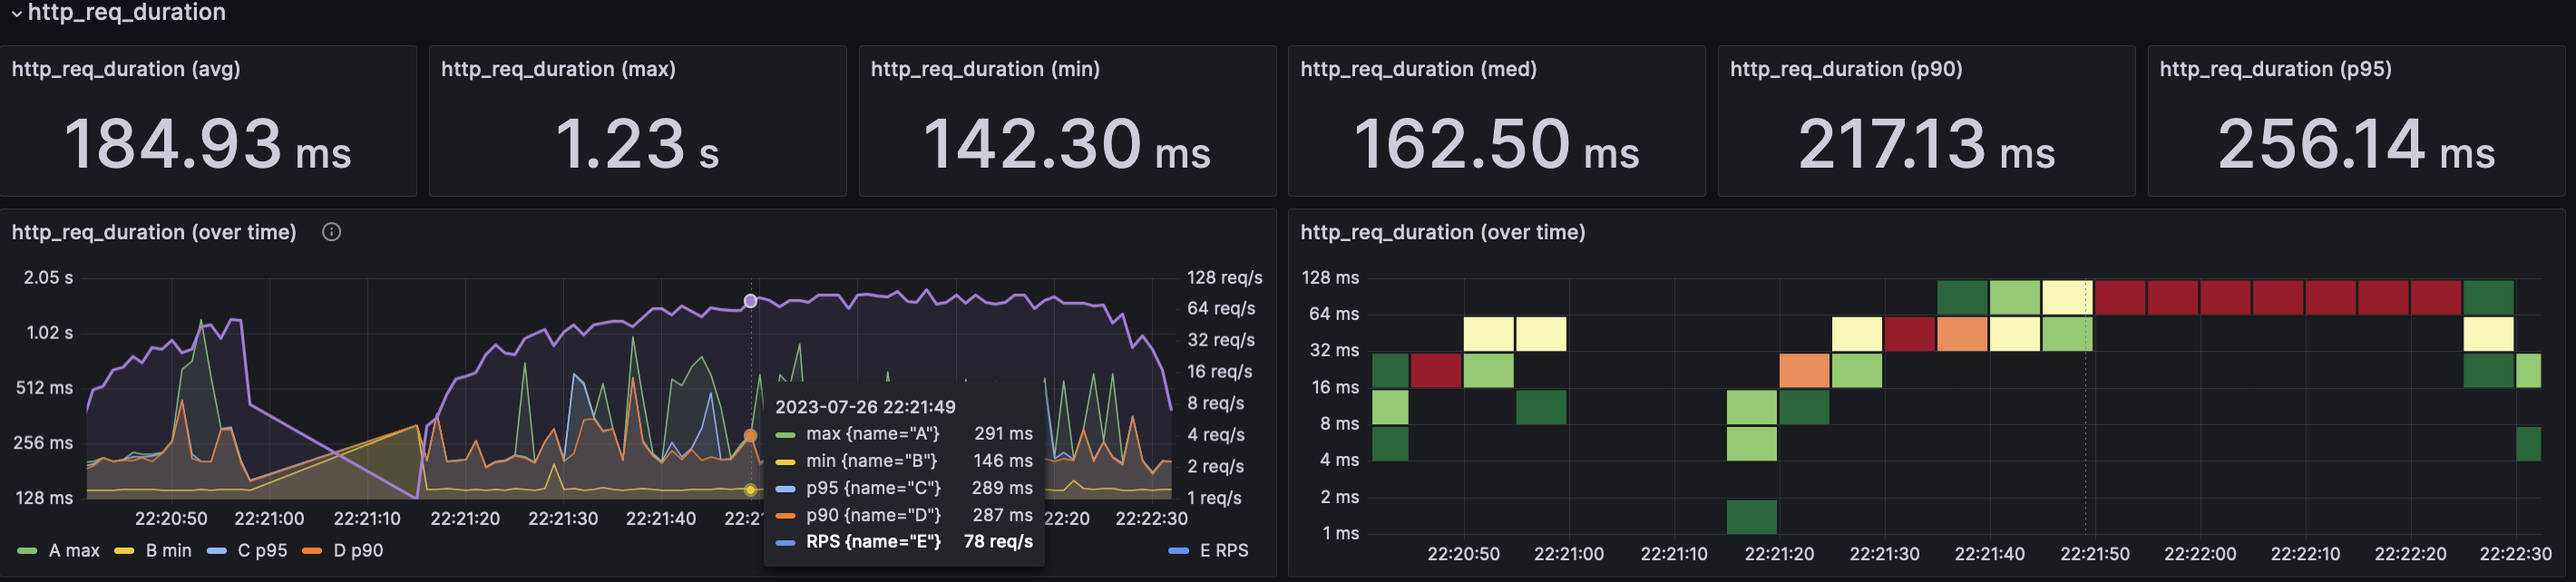 http_req_duration
http_req_duration (avg)
184.93 ms
http_req_duration (max)
1.23 s
http_req_duration (min)
142.30 ms
http_req_duration (med)
162.50 ms
http_req_duration (p90)
217.13 ms
http_req_duration (p95)
256.14 ms
http_req_duration (over time)
2.05 s
1.02 s
512 ms
256 ms
128 ms
128 req/s
64 req/s
32 req/s
16 req/s
8 req/s
4 req/s
2 req/s
1 req/s
22:20:50 22:21:00 22:21:10 22:21:20 22:21:30 22:21:40 22:2 2:20 22:22:30
2023-07-26 22:21:49
max {name="A"} 291 ms
min {name="B"} 146 ms
p95 {name="C"} 289 ms
p90 {name="D"} 287 ms
RPS {name="E"} 78 req/s
A max B min C p95 D p90 E RPS
http_req_duration (over time)
128 ms
64 ms
32 ms
16 ms
8 ms
4 ms
2 ms
1 ms
22:20:50 22:21:00 22:21:10 22:21:20 22:21:30 22:21:40 22:21:50 22:22:00 22:22:10 22:22:20 22:22:30